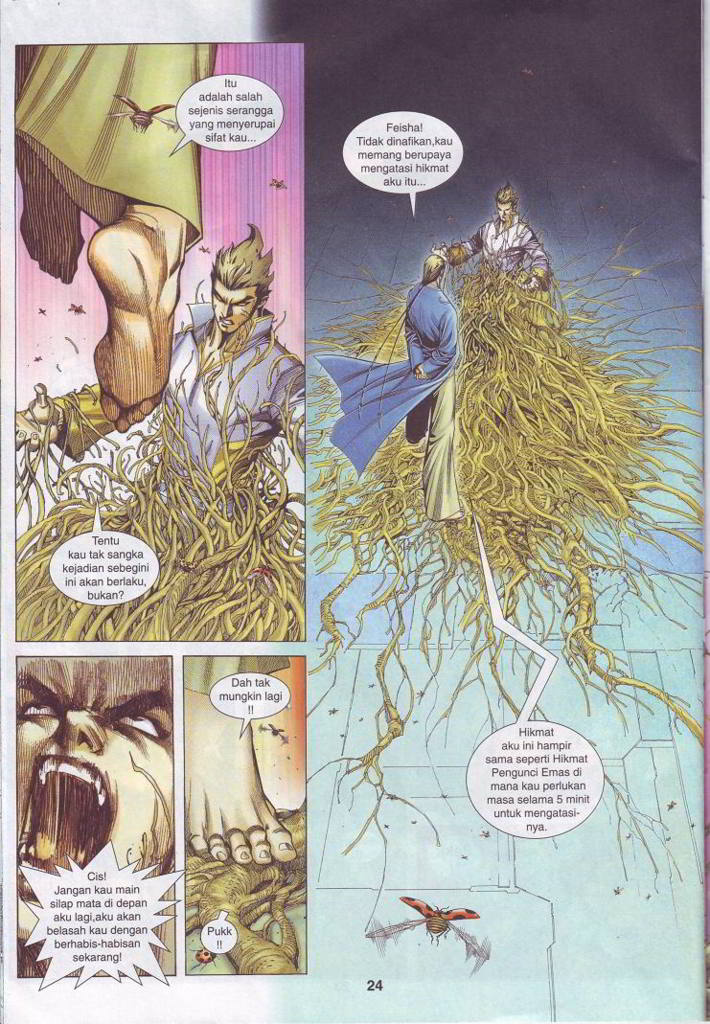 Itu
adalah salah
sejenis serangga
yang menyerupai
sifat kau...
Tentu
kau tak sangka
kejadian sebegini
ini akan berlaku,
bukan?
Feisha!
Tidak dinafikan,kau
memang berupaya
mengatasi hikmat
aku itu...
Hikmat
aku ini hampir
sama seperti Hikmat
Pengunci Emas di
mana kau perlukan
masa selama 5 minit
untuk mengatasi-
nya.
Cis!
Jangan kau main
silap mata di depan
aku lagi,aku akan
belasah kau dengan
berhabis-habisan
sekarang!
Dah tak
mungkin lagi
!!
Pukk
!!
24